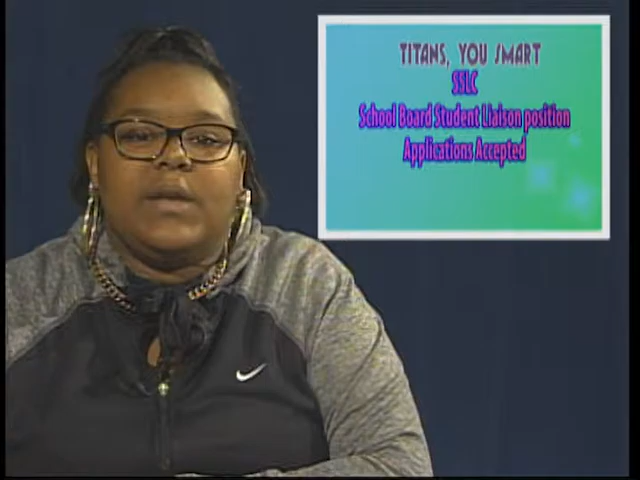 TITANS, YOU SMART
SSLC
School Board Student Liaison position
Applications Accepted